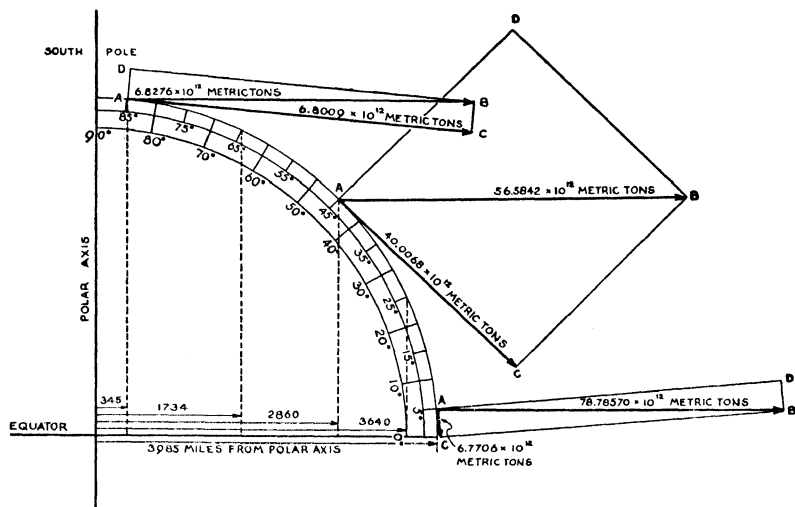 D
SOUTH POLE
D
6.8276×10¹² METRIC TONS
A
B
6.8009 × 10¹² METRIC TONS
C
85°
75°
65°
55°
45°
35°
25°
15°
5°
90°
80°
70°
60°
50°
40°
30°
20°
10°
0°
A
56.5842 × 10¹² METRIC TONS
B
40.0068×10¹² METRIC TONS
C
POLAR AXIS
D
A
78.78570 × 10¹² METRIC TONS
B
345
1734
2860
3640
EQUATOR
3985 MILES FROM POLAR AXIS
C
6.7706 × 10¹²
METRIC TONS